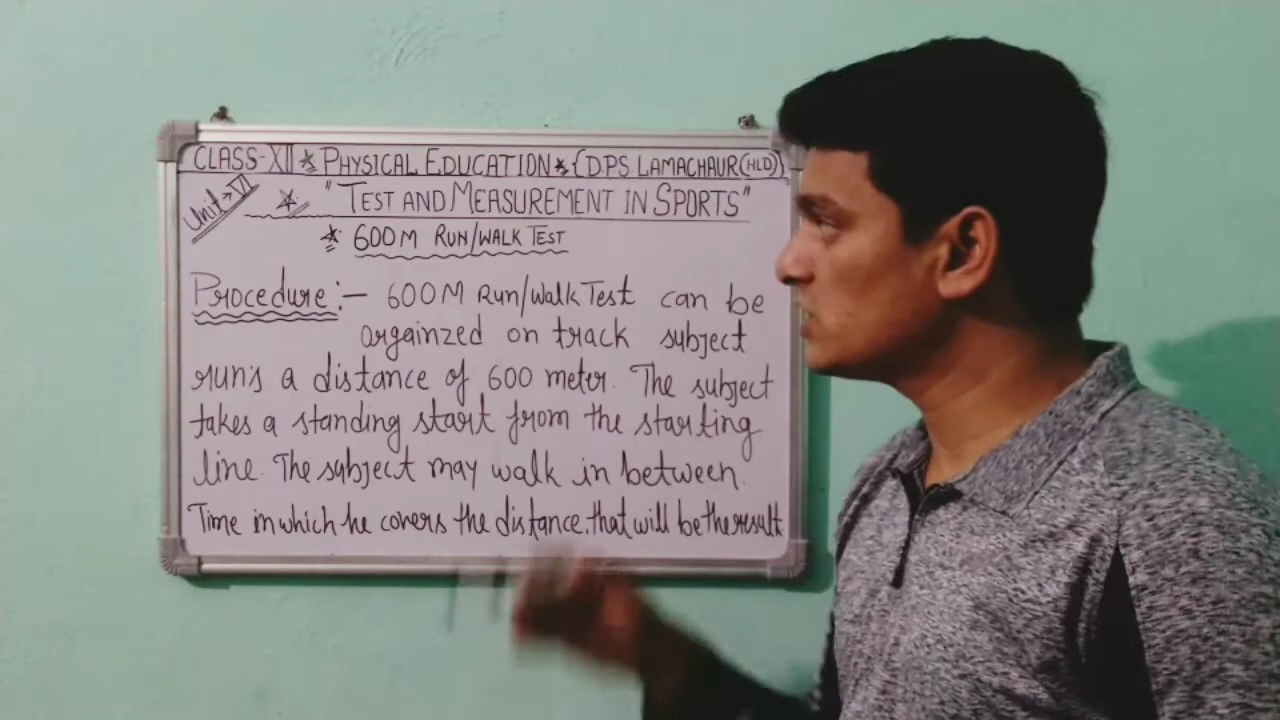 CLASS-XII * PHYSICAL EDUCATION * {D.P.S. LAMACHAUR(HLD)}
Unit→VI
* "TEST AND MEASUREMENT IN SPORTS"
* 600M RUN/WALK TEST
Procedure:- 600M Run/Walk Test can be
orgainzed on track subject
run's a distance of 600 meter. The subject
takes a standing start from the starting
line. The subject may walk in between.
Time in which he covers the distance.that will be the result